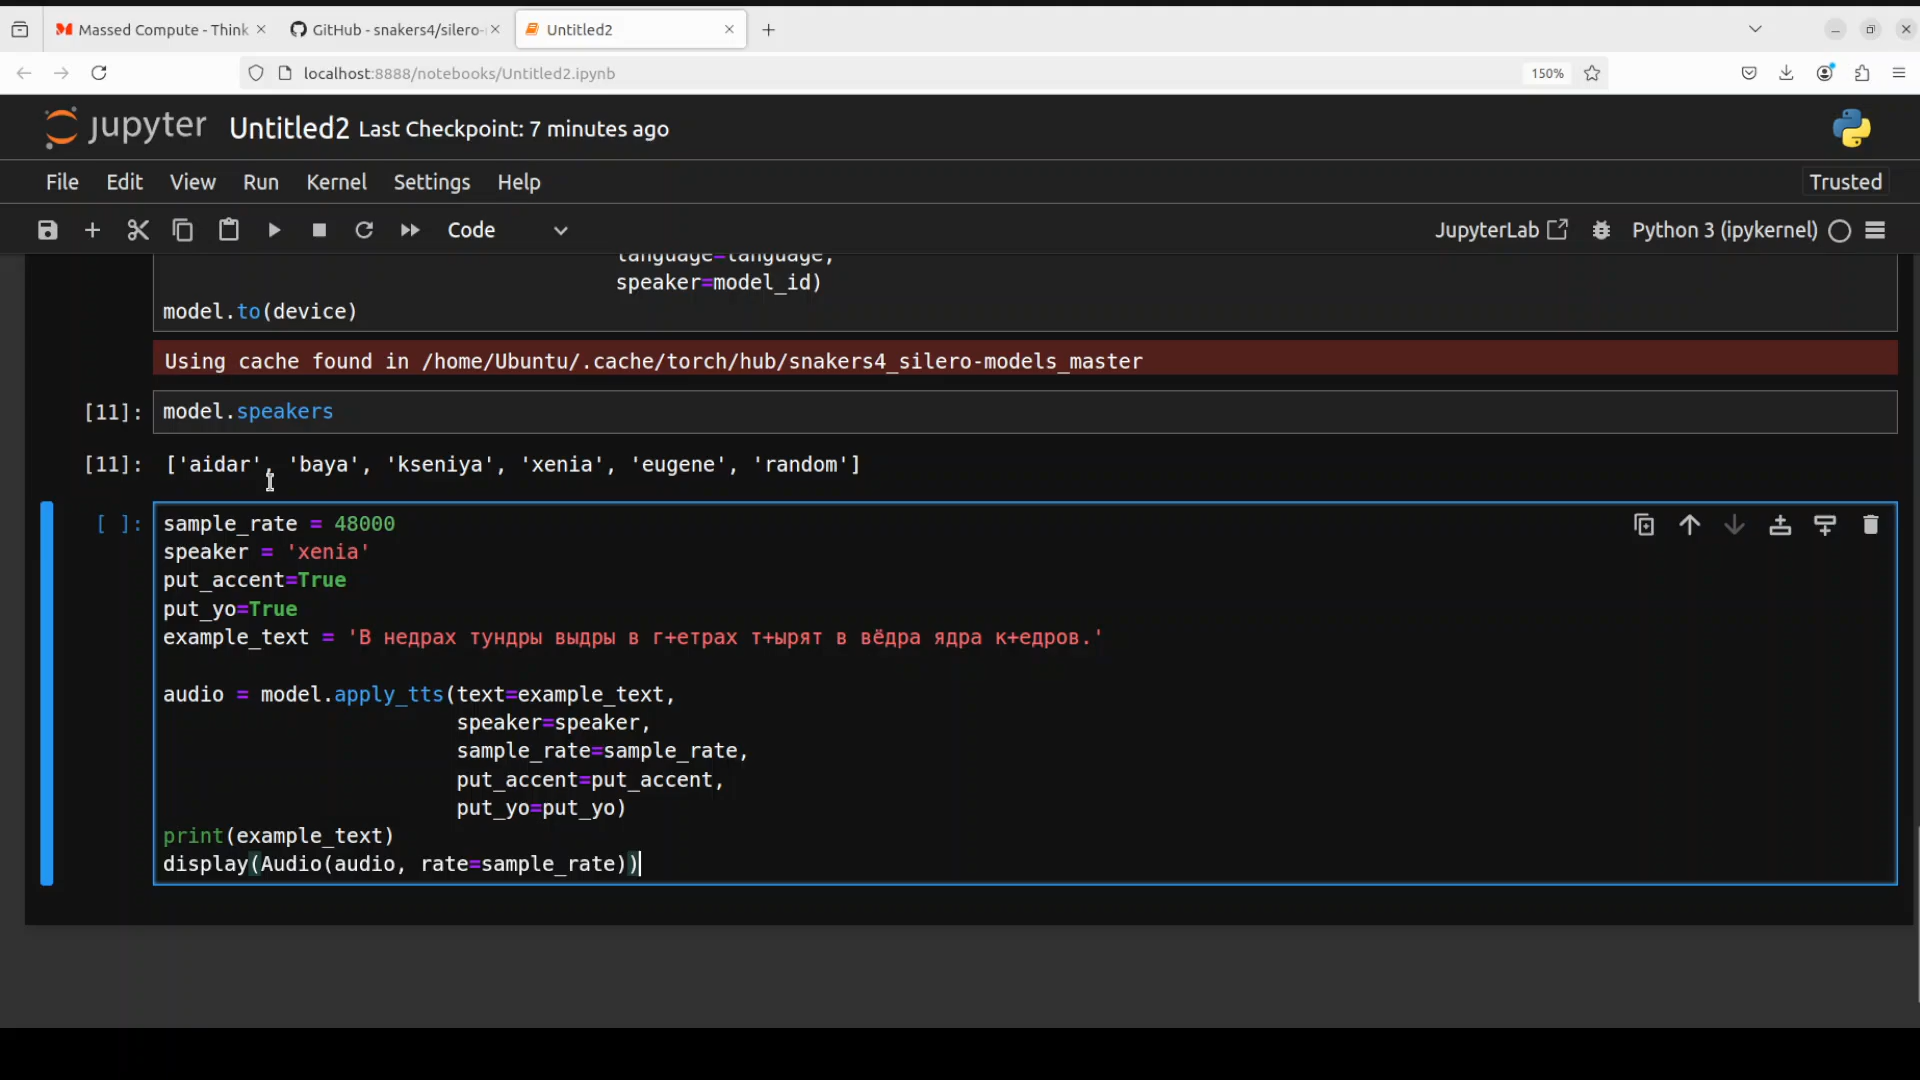 Massed Compute - Think
GitHub - snakers4/silero-
Untitled2
localhost:8888/notebooks/Untitled2.ipynb
150%
jupyter Untitled2 Last Checkpoint: 7 minutes ago
File Edit View Run Kernel Settings Help
Trusted
Code
JupyterLab
Python 3 (ipykernel)
language=language,
speaker=model_id)
model.to(device)
Using cache found in /home/Ubuntu/.cache/torch/hub/snakers4_silero-models_master
[11]: model.speakers
[11]: ['aidar', 'baya', 'kseniya', 'xenia', 'eugene', 'random']
[ ]: sample_rate = 48000
speaker = 'xenia'
put_accent=True
put_yo=True
example_text = 'В недрах тундры выдры в г+етрах т+ырят в вёдра ядра к+едров.'
audio = model.apply_tts(text=example_text,
speaker=speaker,
sample_rate=sample_rate,
put_accent=put_accent,
put_yo=put_yo)
print(example_text)
display(Audio(audio, rate=sample_rate))